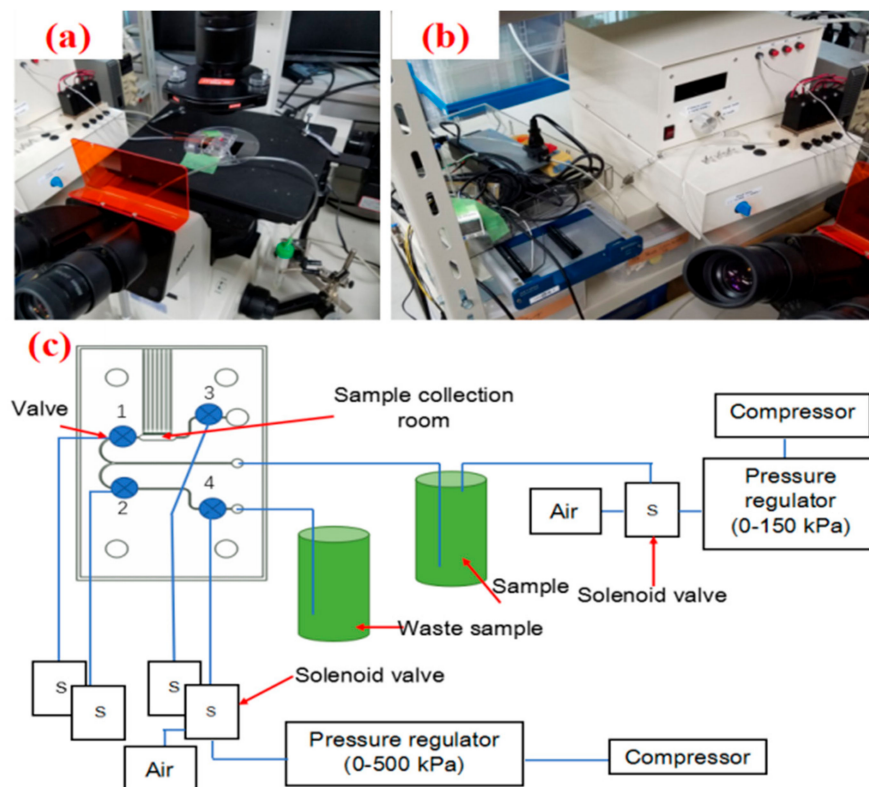 (a)
(b)
(c)
Valve
1
3
Sample collection
room
2
4
Compressor
Pressure
regulator
(0-150 kPa)
Air
S
Solenoid valve
Sample
Waste sample
S
S
S
S
Solenoid valve
Air
Pressure regulator
(0-500 kPa)
Compressor